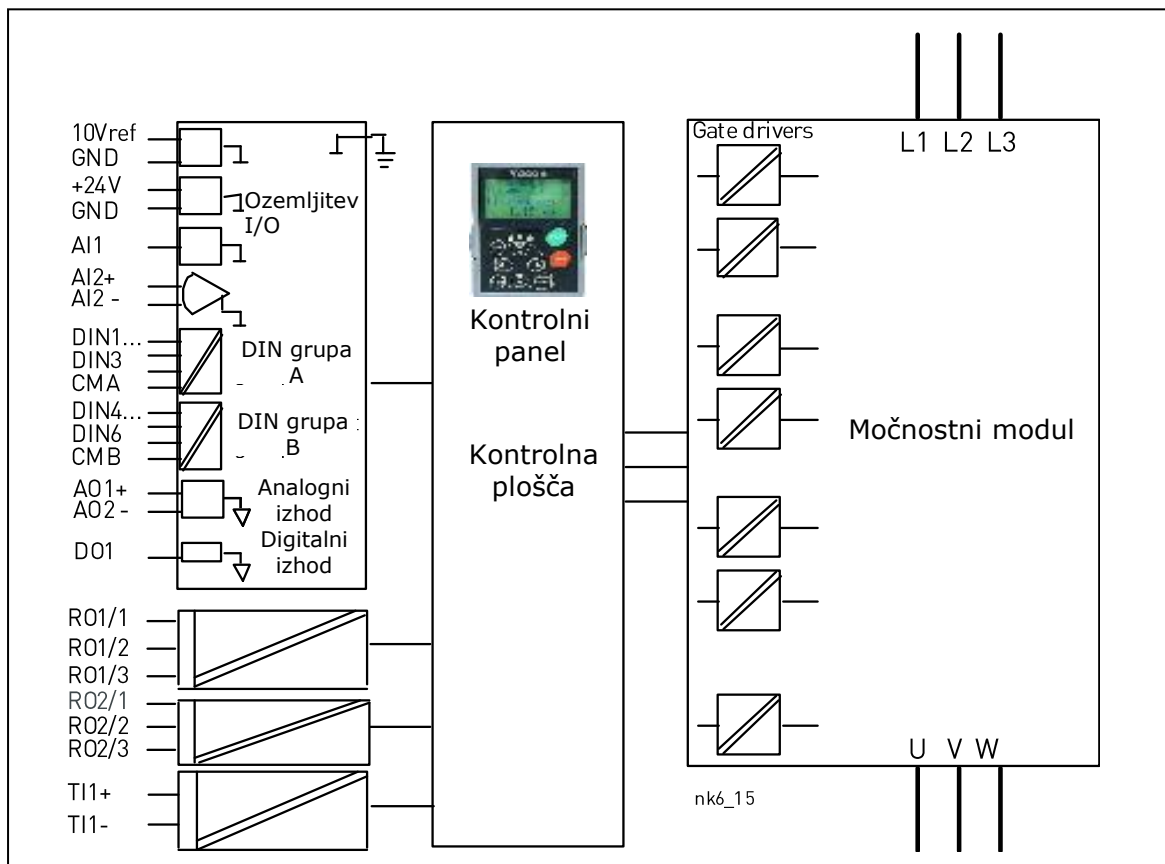 10Vref
GND
+24V
GND
Ozemljitev
I/O
AI1
AI2+
AI2 -
DIN1...
DIN3
CMA
DIN grupa
A
DIN4...
DIN6
CMB
DIN grupa :
B
AO1+
AO2 -
Analogni
izhod
DO1
Digitalni
izhod
RO1/1
RO1/2
RO1/3
RO2/1
RO2/2
RO2/3
TI1+
TI1-
Kontrolni
panel
Kontrolna
plošča
Gate drivers
L1 L2 L3
Močnostni modul
U V W
nk6_15